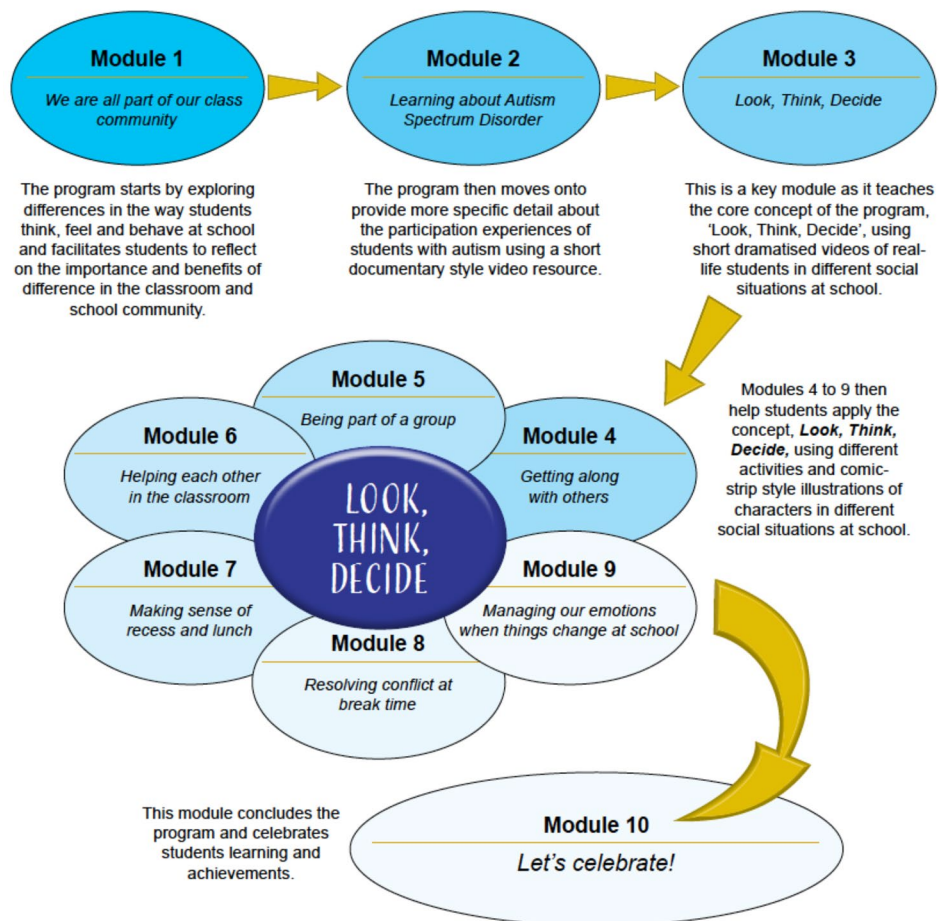 Module 1
We are all part of our class
community
Module 2
Learning about Autism
Spectrum Disorder
Module 3
Look, Think, Decide
The program starts by exploring
differences in the way students
think, feel and behave at school
and facilitates students to reflect
on the importance and benefits of
difference in the classroom and
school community.
The program then moves onto
provide more specific detail about
the participation experiences of
students with autism using a short
documentary style video resource.
This is a key module as it teaches
the core concept of the program,
‘Look, Think, Decide’, using
short dramatised videos of real-
life students in different social
situations at school.
Modules 4 to 9 then
help students apply the
concept, Look, Think,
Decide, using different
activities and comic-
strip style illustrations of
characters in different
social situations at school.
Module 4
Getting along
with others
Module 5
Being part of a group
Module 6
Helping each other
in the classroom
LOOK,
THINK,
DECIDE
Module 7
Making sense of
recess and lunch
Module 8
Resolving conflict at
break time
Module 9
Managing our emotions
when things change at school
This module concludes the
program and celebrates
students learning and
achievements.
Module 10
Let’s celebrate!